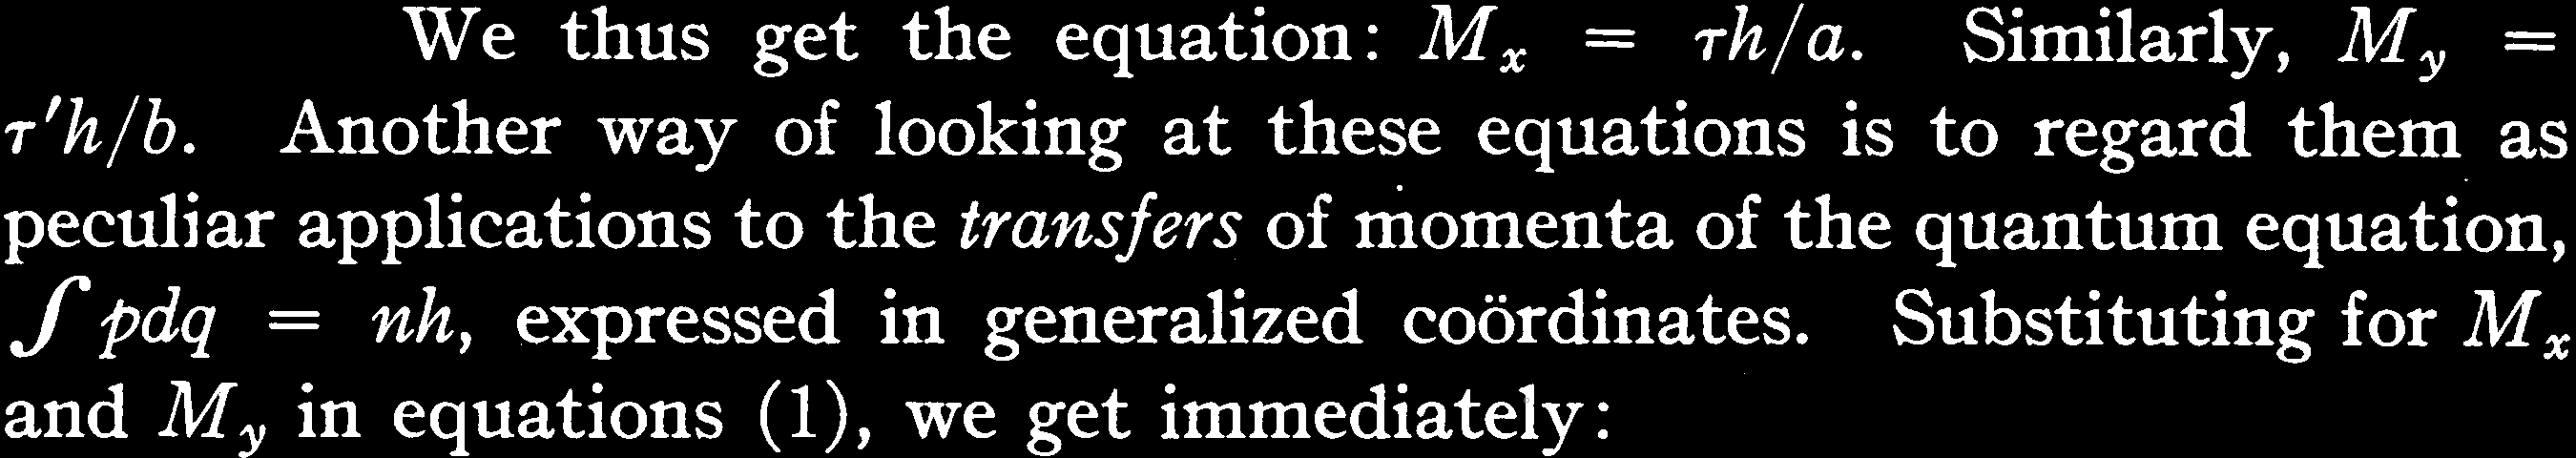 We thus get the equation: Mₓ = τh/a. Similarly, M_y =
τ′h/b. Another way of looking at these equations is to regard them as
peculiar applications to the transfers of momenta of the quantum equation,
∫ pdq = nh, expressed in generalized coördinates. Substituting for Mₓ
and M_y in equations (1), we get immediately: